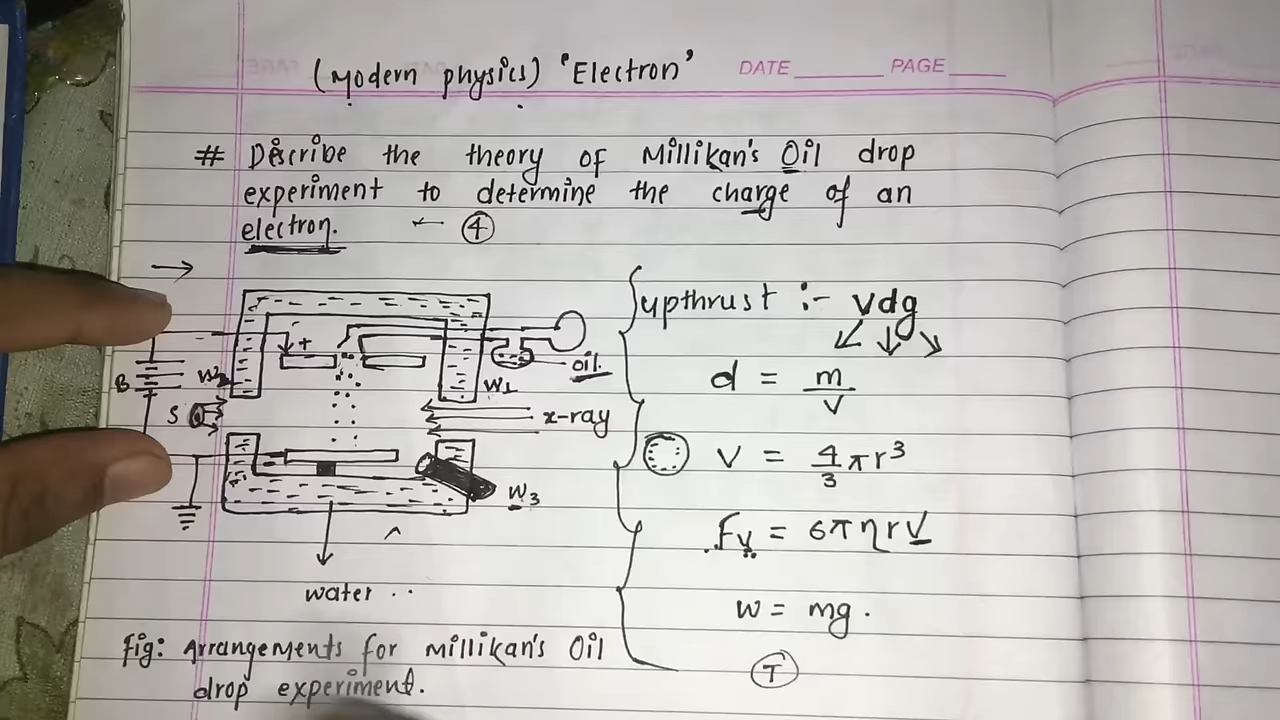 (Modern physics) 'Electron'
DATE PAGE
# Describe the theory of Millikan's Oil drop
experiment to determine the charge of an
electron. ← ④
→
+
B
W₂
S
oil.
W₁
x-ray
W₃
water ..
Fig: Arrangements for Millikan's Oil
drop experiment.
upthrust :- Vdg
d = m/V
V = 4/3 πr³
Fv = 6πηrV
W = mg.
T